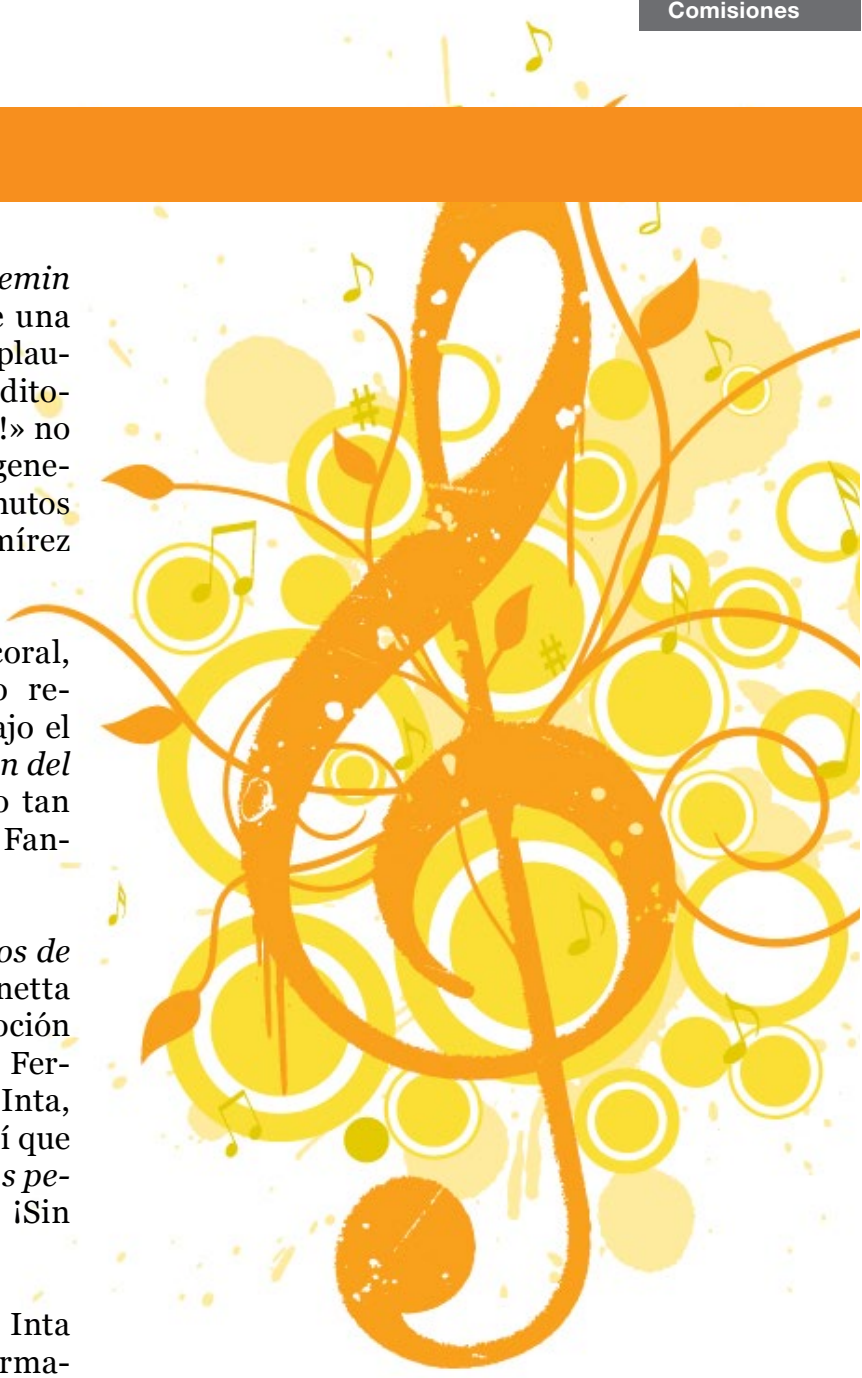 Comisiones
emin
e una
plau-
dito-
!» no
gene-
nutos
mírez
coral,
o re-
ajo el
n del
o tan
Fan-
os de
netta
oción
Fer-
Inta,
í que
s pe-
¡Sin
Inta
rma-